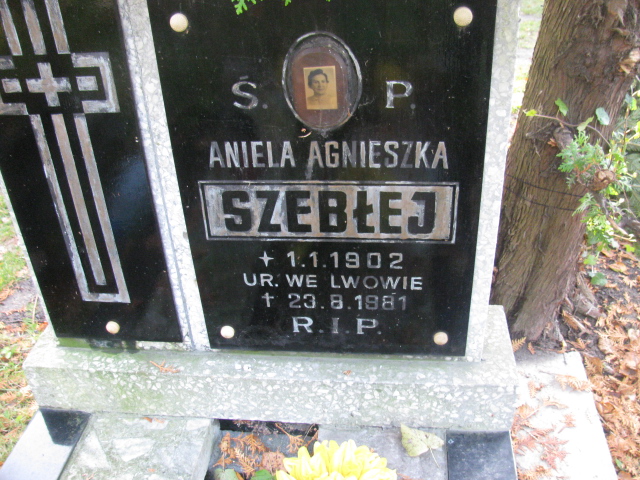 Ś. P.
ANIELA AGNIESZKA
SZEBŁEJ
1.1.1902
UR. WE LWOWIE
✝ 23.8.1981
R.I.P.